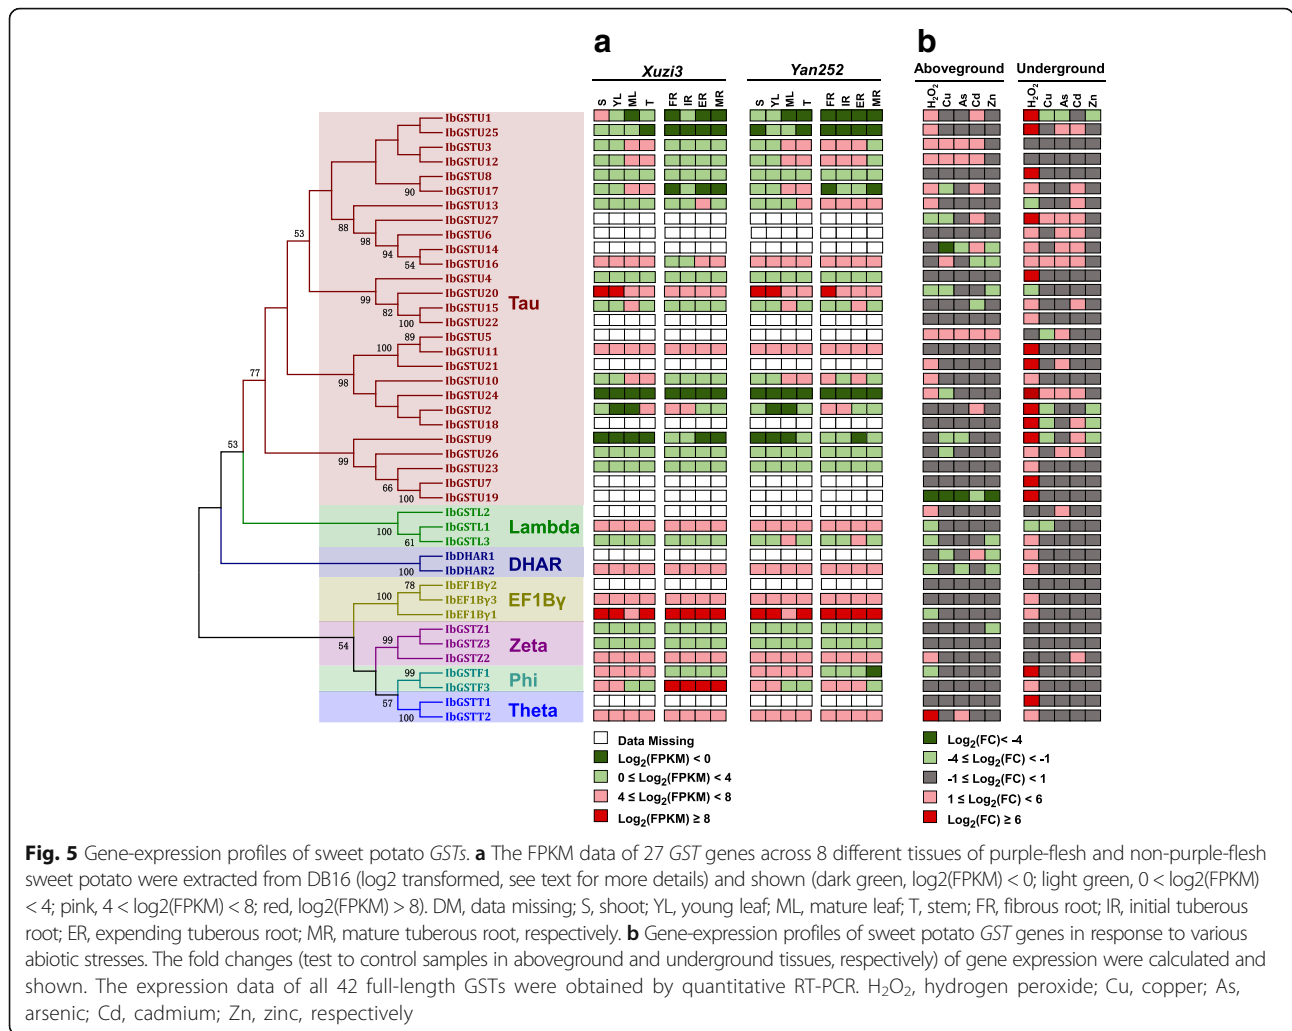 a
b
Xuzi3
Yan252
Aboveground
Underground
S YL ML T FR IR ER MR
S YL ML T FR IR ER MR
H₂O₂ Cu As Cd Zn
H₂O₂ Cu As Cd Zn
IbGSTU1
IbGSTU25
IbGSTU3
IbGSTU12
IbGSTU8
90 IbGSTU17
IbGSTU13
88 IbGSTU27
53 98 IbGSTU6
94 IbGSTU14
54 IbGSTU16
IbGSTU4
99 IbGSTU20
82 IbGSTU15 Tau
100 IbGSTU22
89 IbGSTU5
100 IbGSTU11
77 IbGSTU21
98 IbGSTU10
IbGSTU24
IbGSTU2
IbGSTU18
53 IbGSTU9
99 IbGSTU26
IbGSTU23
66 IbGSTU7
100 IbGSTU19
IbGSTL2
100 IbGSTL1 Lambda
61 IbGSTL3
IbDHAR1
100 IbDHAR2 DHAR
78 IbEF1Bγ2
100 IbEF1Bγ3 EF1Bγ
IbEF1Bγ1
IbGSTZ1
54 99 IbGSTZ3 Zeta
IbGSTZ2
99 IbGSTF1 Phi
IbGSTF3
57 IbGSTT1 Theta
100 IbGSTT2
Data Missing
Log₂(FPKM) < 0
0 ≤ Log₂(FPKM) < 4
4 ≤ Log₂(FPKM) < 8
Log₂(FPKM) ≥ 8
Log₂(FC)< -4
-4 ≤ Log₂(FC) < -1
-1 ≤ Log₂(FC) < 1
1 ≤ Log₂(FC) < 6
Log₂(FC) ≥ 6
Fig. 5 Gene-expression profiles of sweet potato GSTs. a The FPKM data of 27 GST genes across 8 different tissues of purple-flesh and non-purple-flesh
sweet potato were extracted from DB16 (log2 transformed, see text for more details) and shown (dark green, log2(FPKM) < 0; light green, 0 < log2(FPKM)
< 4; pink, 4 < log2(FPKM) < 8; red, log2(FPKM) > 8). DM, data missing; S, shoot; YL, young leaf; ML, mature leaf; T, stem; FR, fibrous root; IR, initial tuberous
root; ER, expending tuberous root; MR, mature tuberous root, respectively. b Gene-expression profiles of sweet potato GST genes in response to various
abiotic stresses. The fold changes (test to control samples in aboveground and underground tissues, respectively) of gene expression were calculated and
shown. The expression data of all 42 full-length GSTs were obtained by quantitative RT-PCR. H₂O₂, hydrogen peroxide; Cu, copper; As,
arsenic; Cd, cadmium; Zn, zinc, respectively